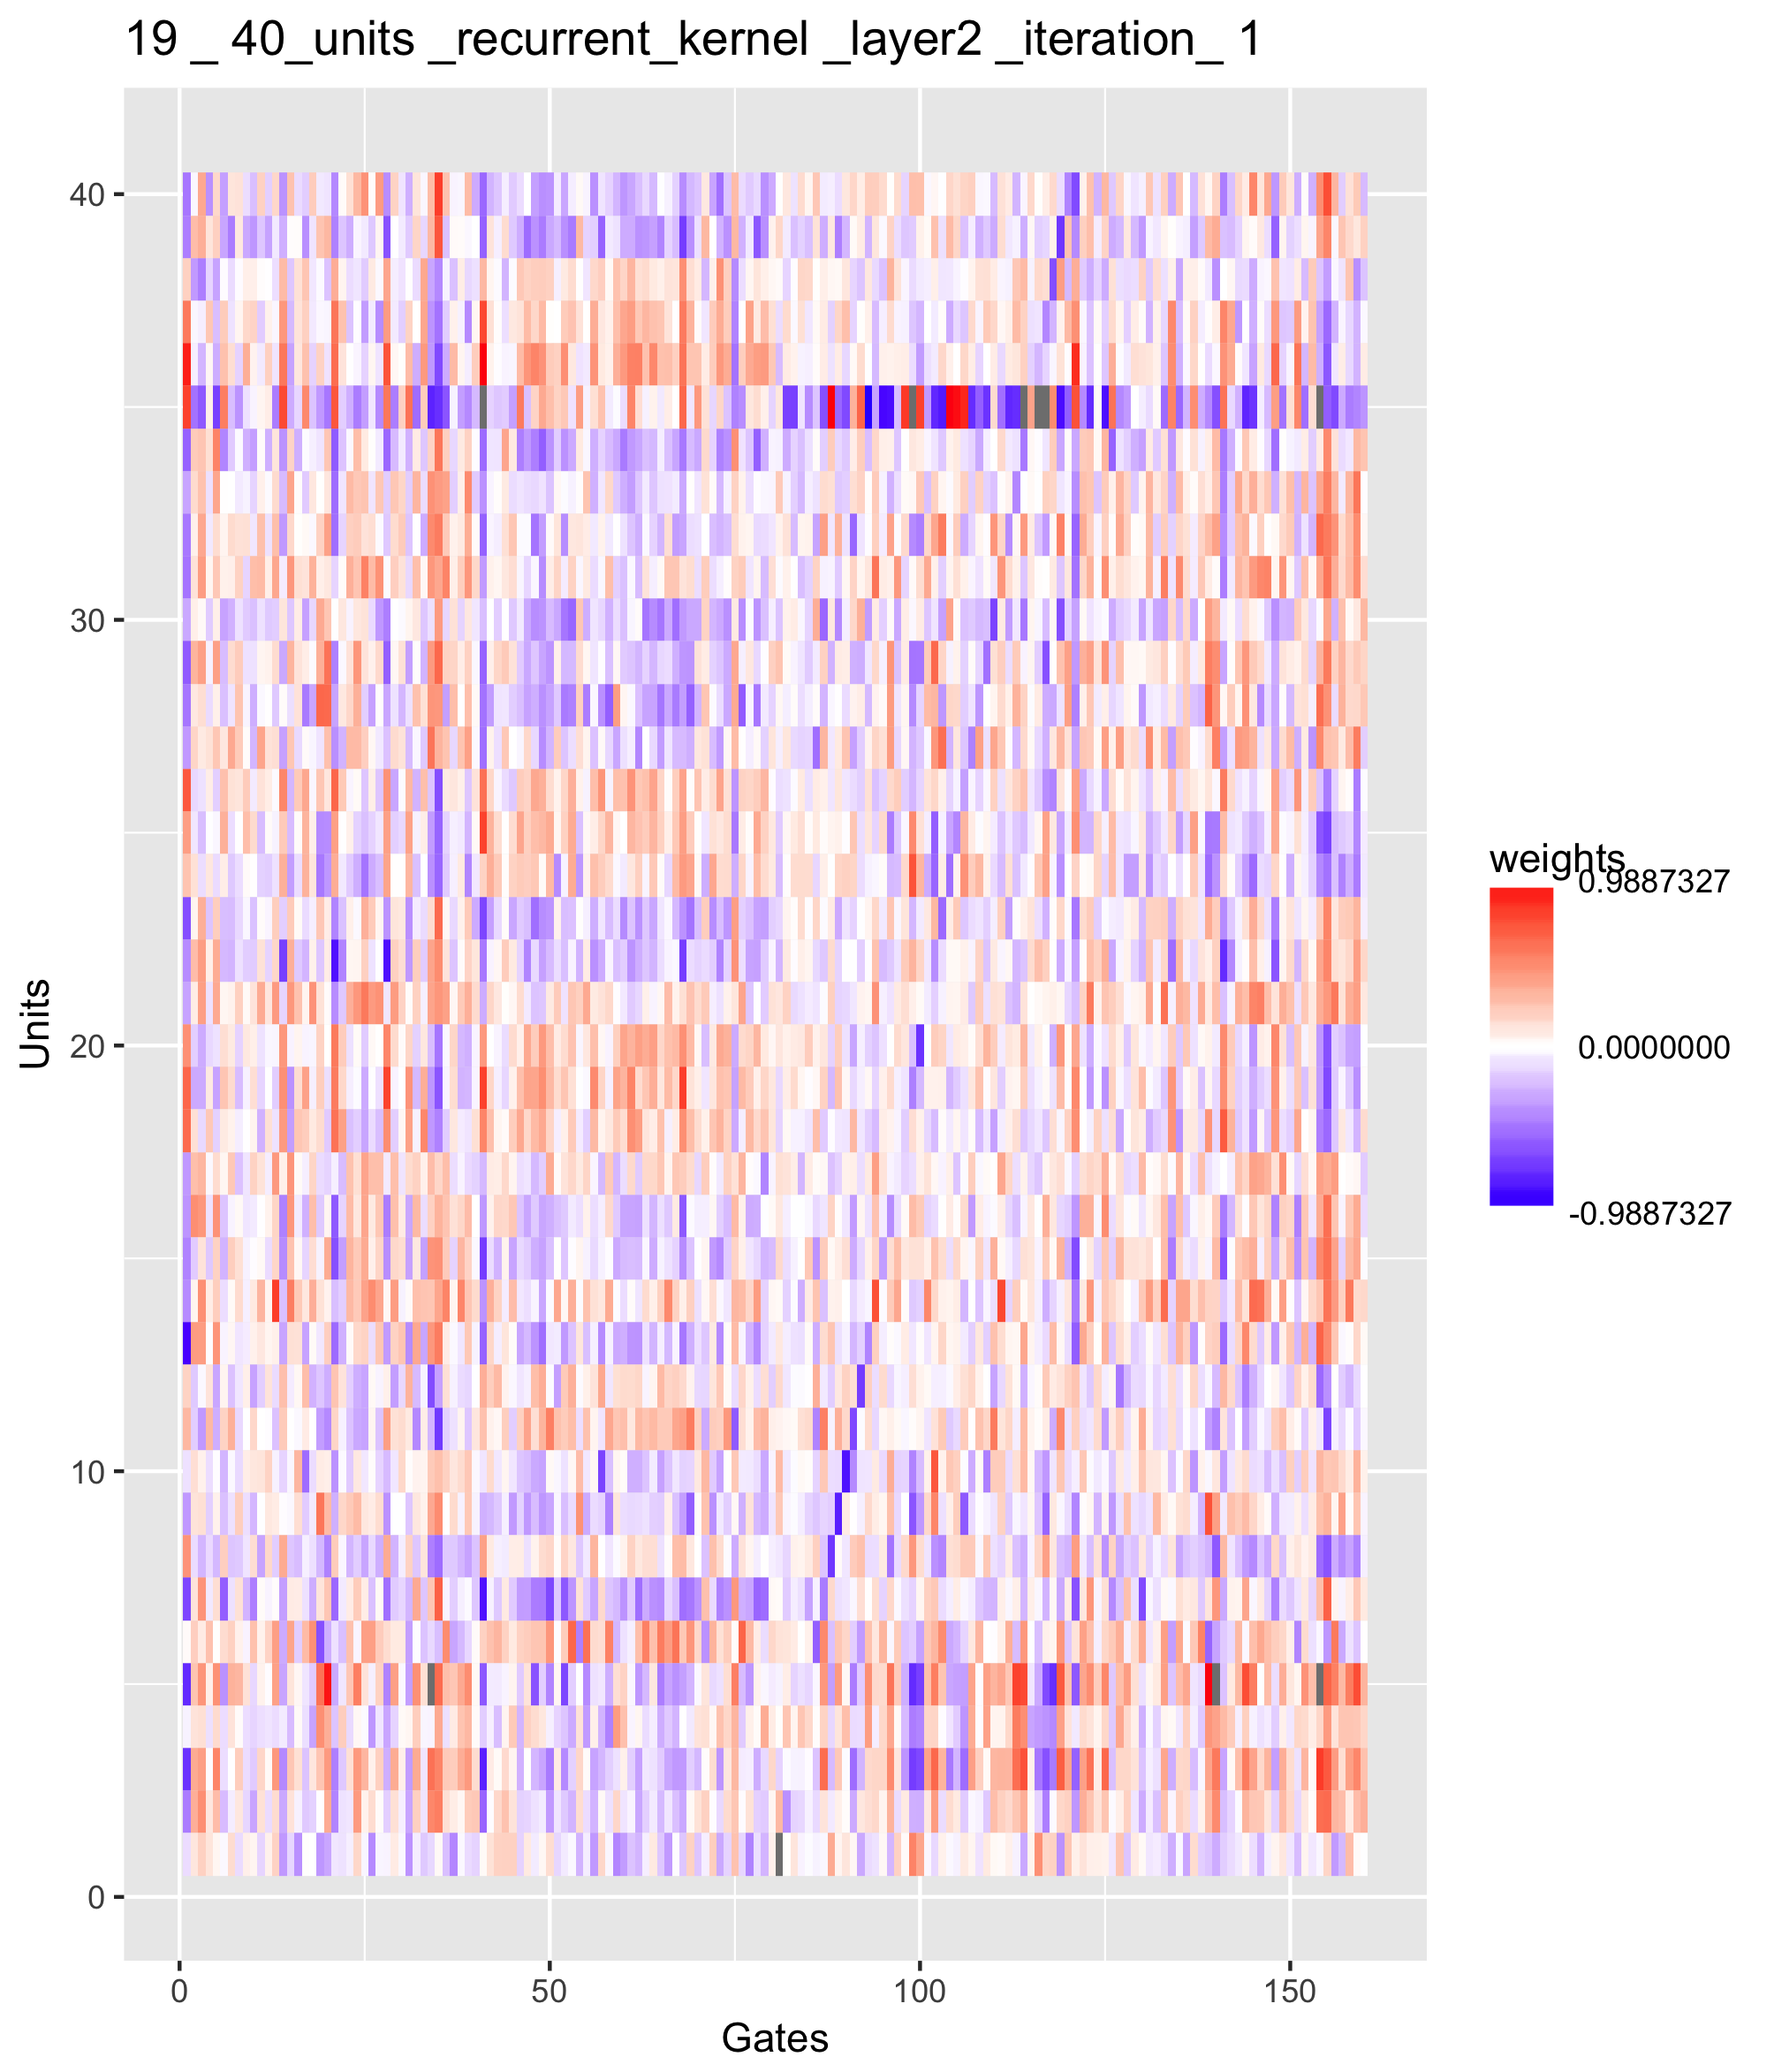 19 _ 40_units _recurrent_kernel _layer2 _iteration_ 1
40
30
20
10
0
Units
0 50 100 150
Gates
weights
0.9887327
0.0000000
-0.9887327